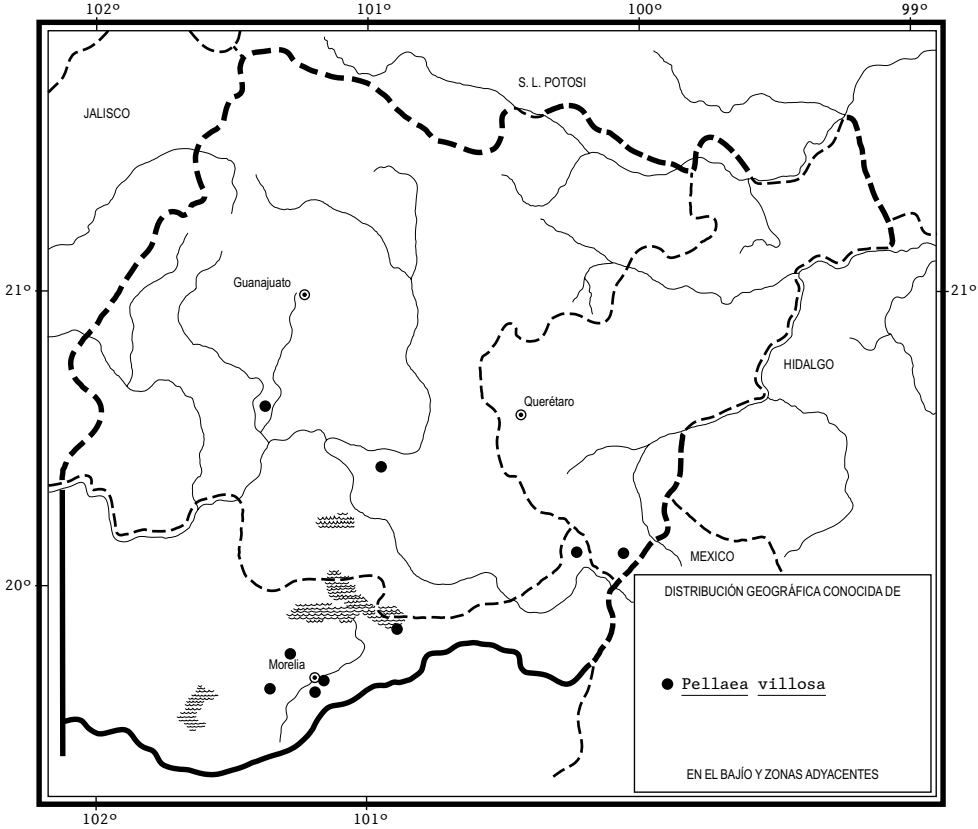 102º 101º 100º 99º
S. L. POTOSI
JALISCO
Guanajuato
21º 21º
HIDALGO
Querétaro
MEXICO
20º
DISTRIBUCIÓN GEOGRÁFICA CONOCIDA DE
Morelia
Pellaea villosa
EN EL BAJÍO Y ZONAS ADYACENTES
102º 101º